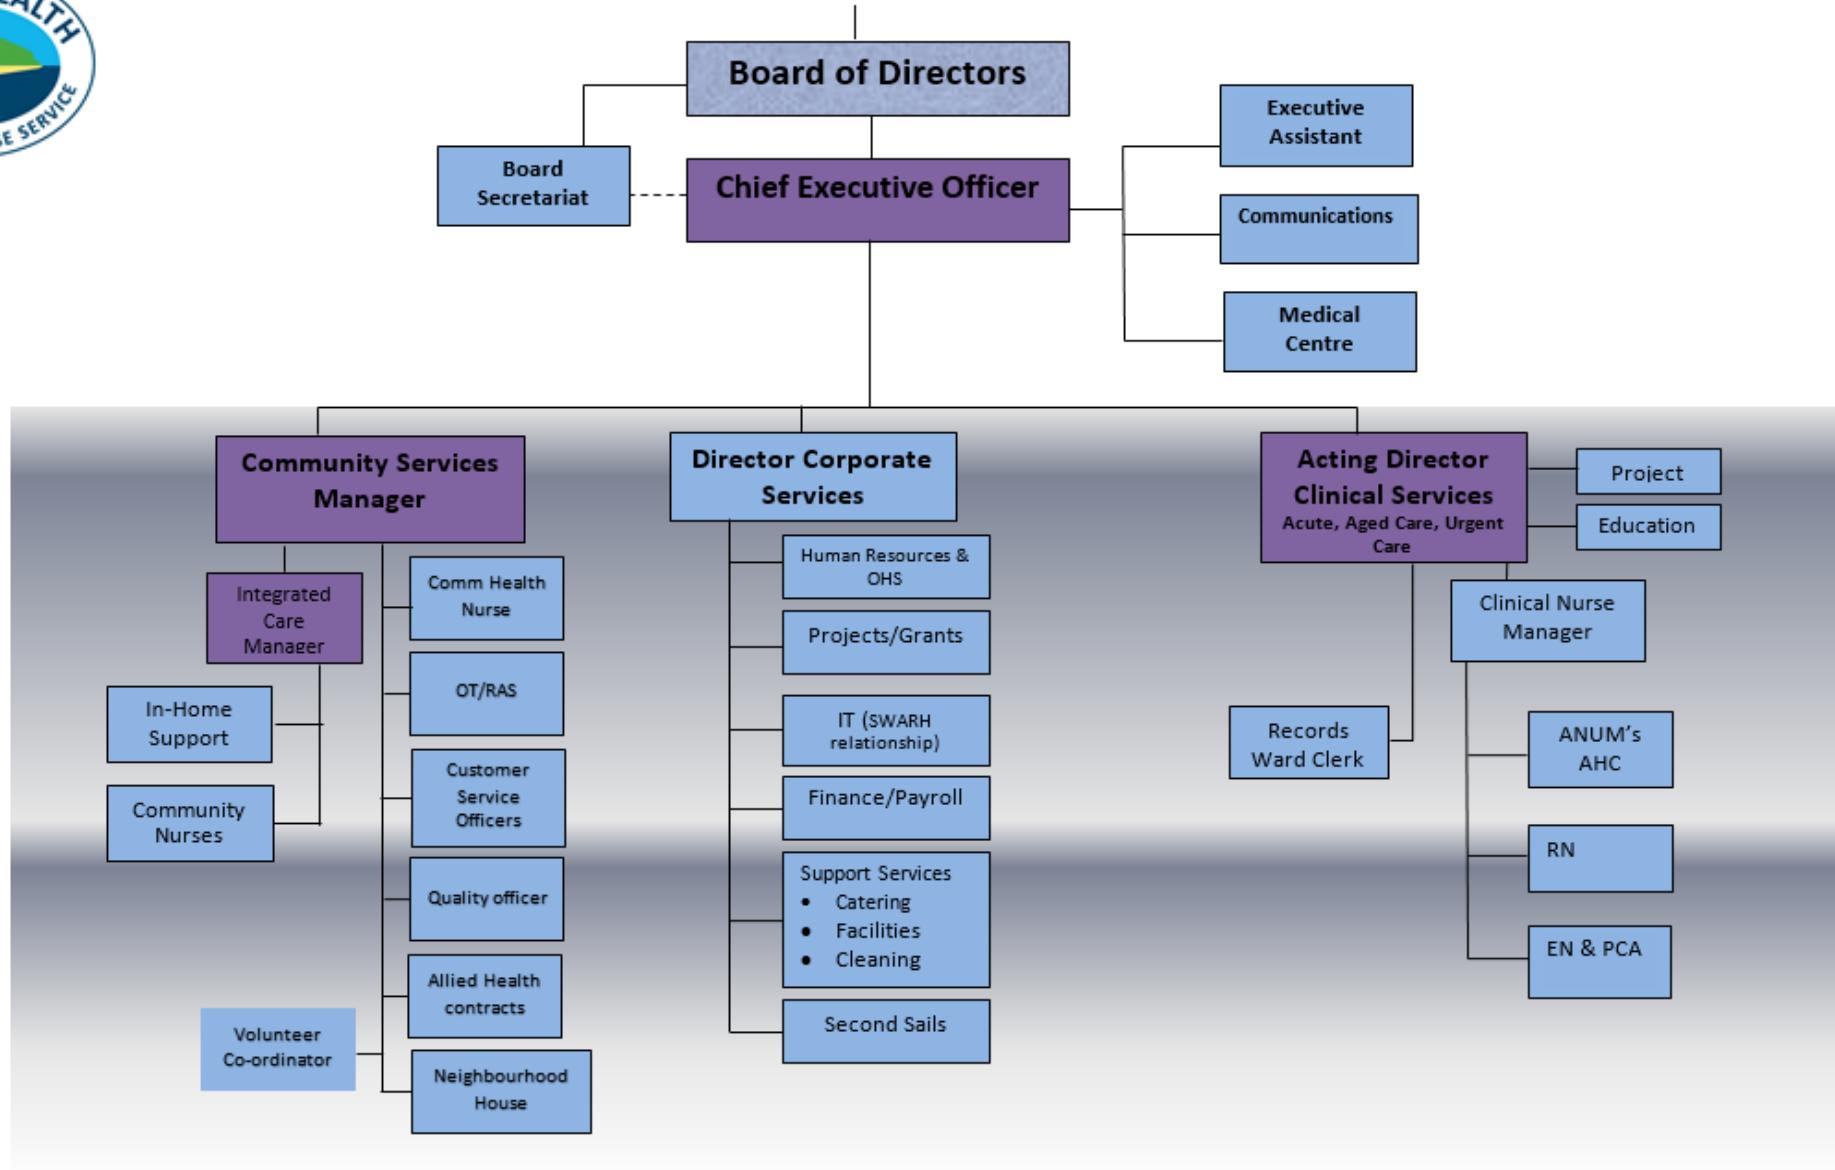 SERVICE
Board of Directors
Board
Secretariat
Chief Executive Officer
Executive
Assistant
Communications
Medical
Centre
Community Services
Manager
Integrated
Care
Manager
In-Home
Support
Community
Nurses
Comm Health
Nurse
OT/RAS
Customer
Service
Officers
Quality officer
Allied Health
contracts
Volunteer
Co-ordinator
Neighbourhood
House
Director Corporate
Services
Human Resources &
OHS
Projects/Grants
IT (SWARH
relationship)
Finance/Payroll
Support Services
• Catering
• Facilities
• Cleaning
Second Sails
Acting Director
Clinical Services
Acute, Aged Care, Urgent
Care
Project
Education
Clinical Nurse
Manager
Records
Ward Clerk
ANUM’s
AHC
RN
EN & PCA